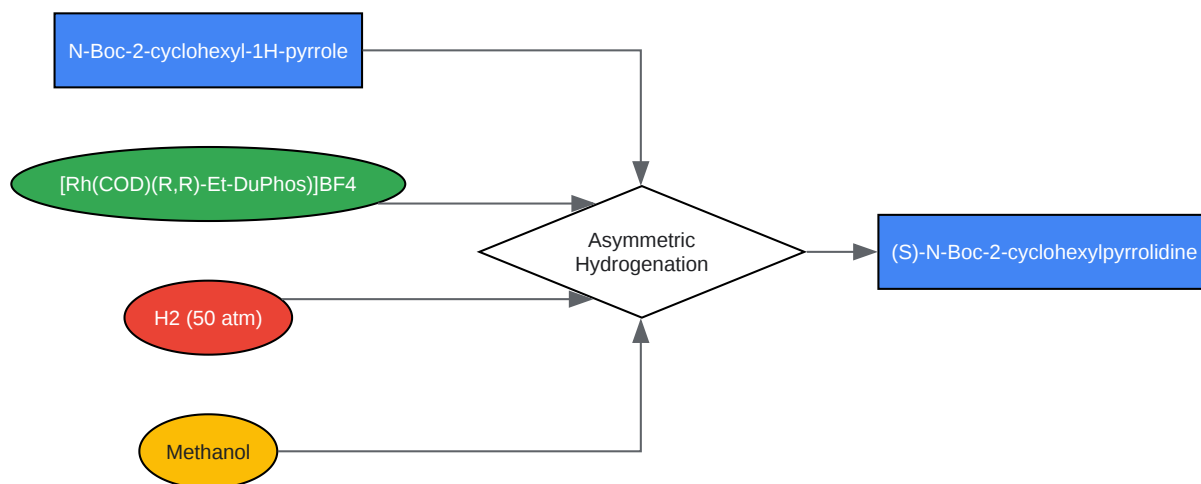 N-Boc-2-cyclohexyl-1H-pyrrole
[Rh(COD)(R,R)-Et-DuPhos)]BF4
H2 (50 atm)
Methanol
Asymmetric
Hydrogenation
(S)-N-Boc-2-cyclohexylpyrrolidine